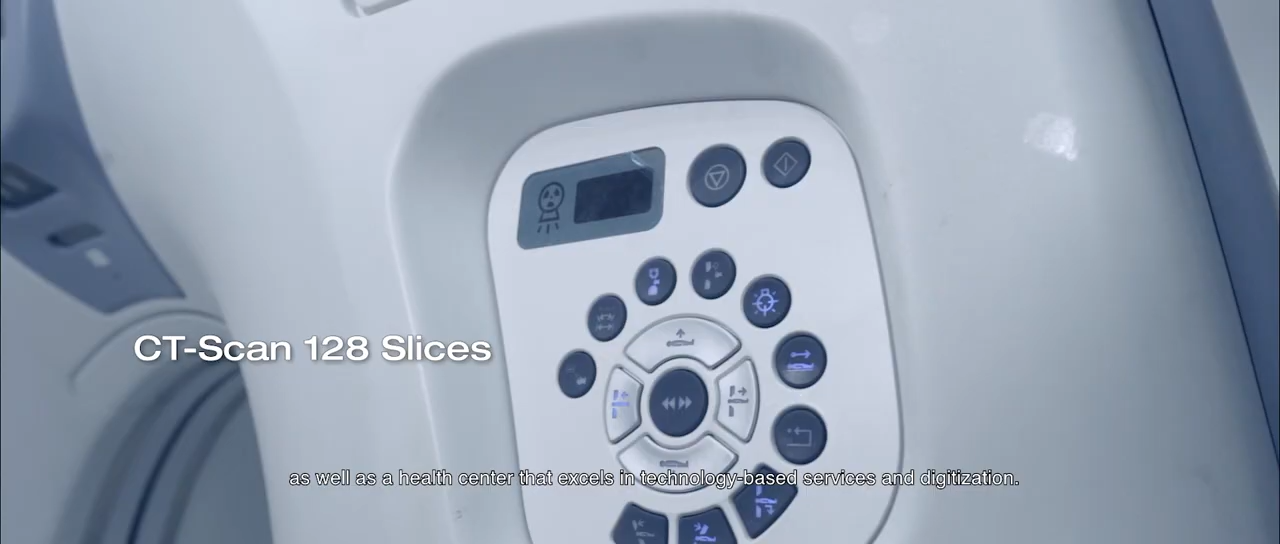 CT-Scan 128 Slices
as well as a health center that excels in technology-based services and digitization.